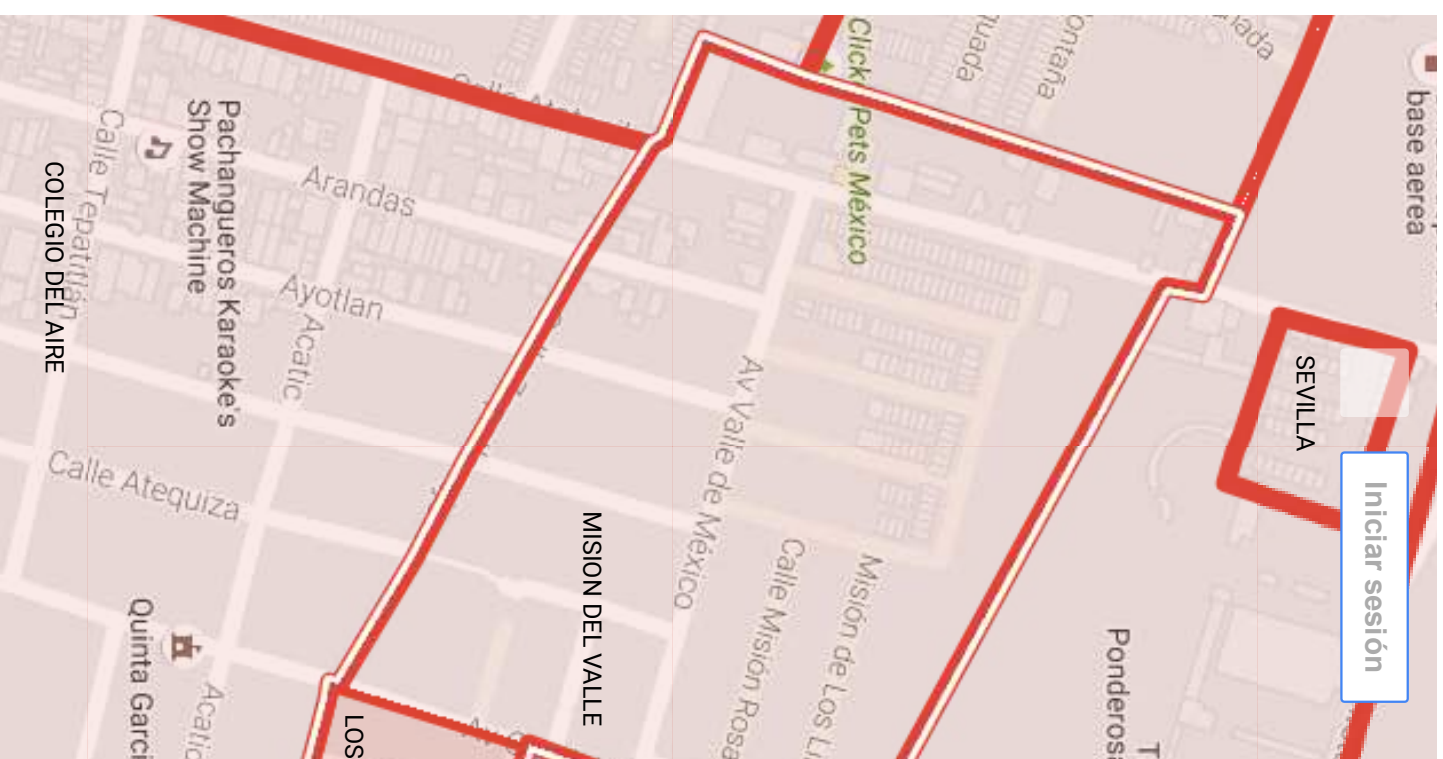 Iniciar sesión
base aerea
SEVILLA
Ponderosa
Click Pets México
Misión de Los Li
Calle Misión Rosa
Av Valle de México
MISION DEL VALLE
LOS
Arandas
Ayotlan
Acatic
Acatic
Pachangueros Karaoke's
Show Machine
Calle Tepatitlán
COLEGIO DEL AIRE
Calle Atequiza
Quinta Garci